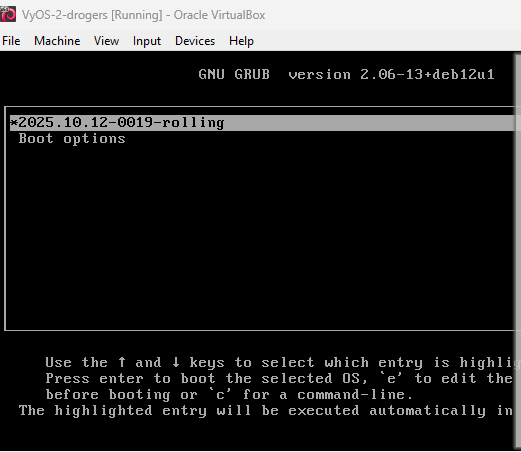 VyOS-2-drogers [Running] - Oracle VirtualBox
File Machine View Input Devices Help
GNU GRUB version 2.06-13+deb12u1
*2025.10.12-0019-rolling
Boot options
Use the ↑ and ↓ keys to select which entry is highlig
Press enter to boot the selected OS, `e' to edit the
before booting or `c' for a command-line.
The highlighted entry will be executed automatically in